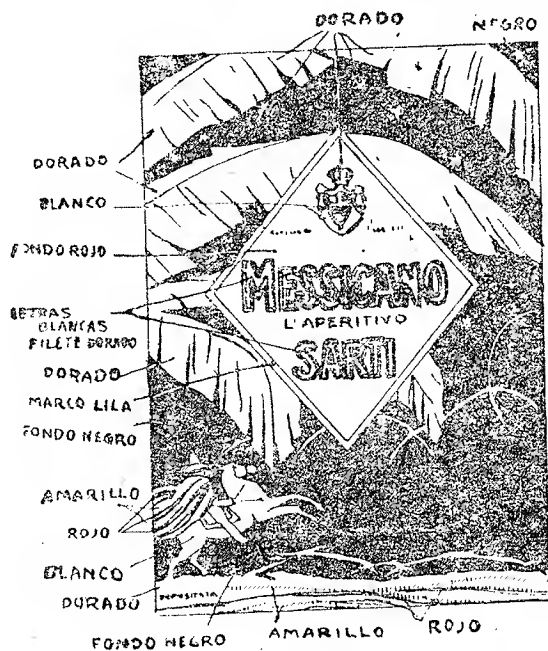 DORADO
NEGRO
DORADO
BLANCO
FONDO ROJO
MESSICANO
L'APERITIVO
SARTI
LETRAS
BLANCAS
FILETE DORADO
DORADO
MARCO LILA
FONDO NEGRO
AMARILLO
ROJO
BLANCO
DORADO
FONDO NEGRO
AMARILLO
ROJO